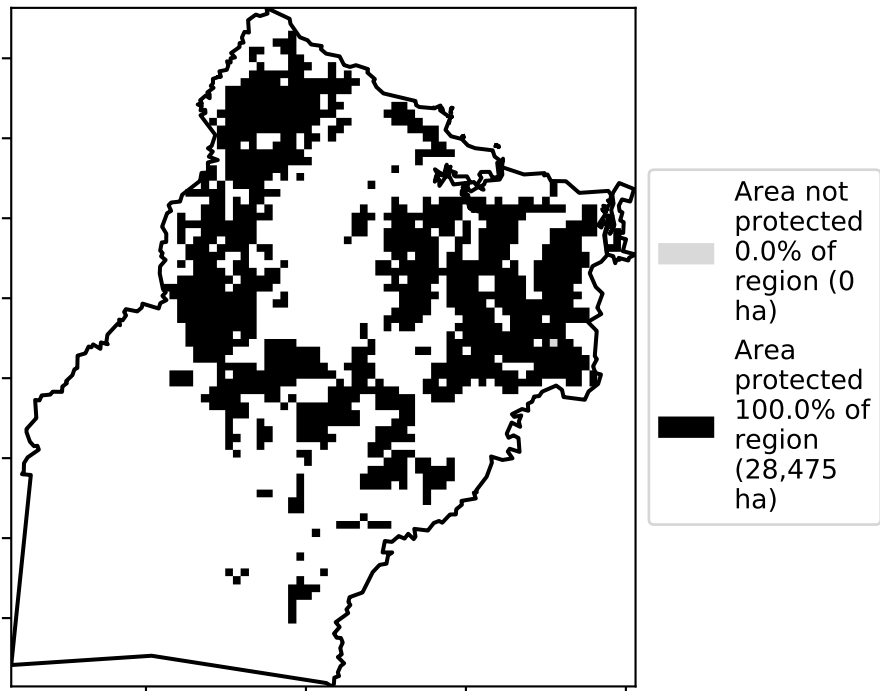 Area not
protected
0.0% of
region (0
ha)
Area
protected
100.0% of
region
(28,475
ha)